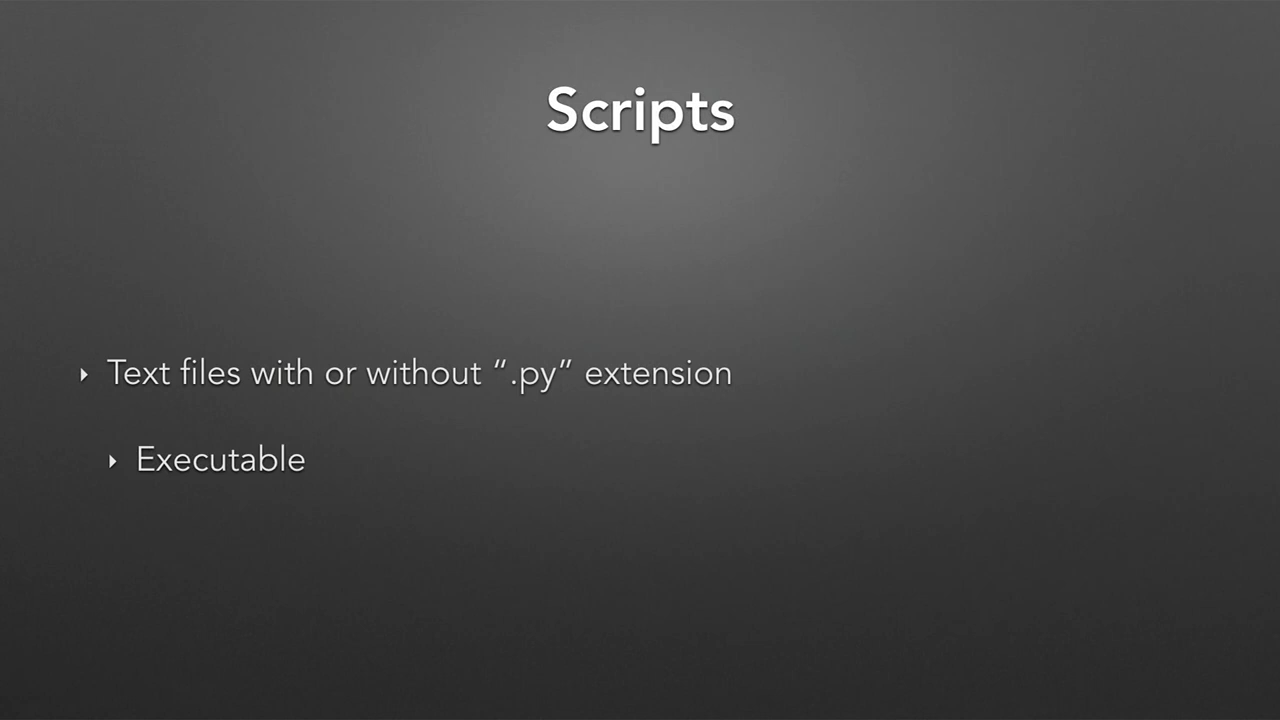 Scripts
‣ Text files with or without “.py” extension
‣ Executable